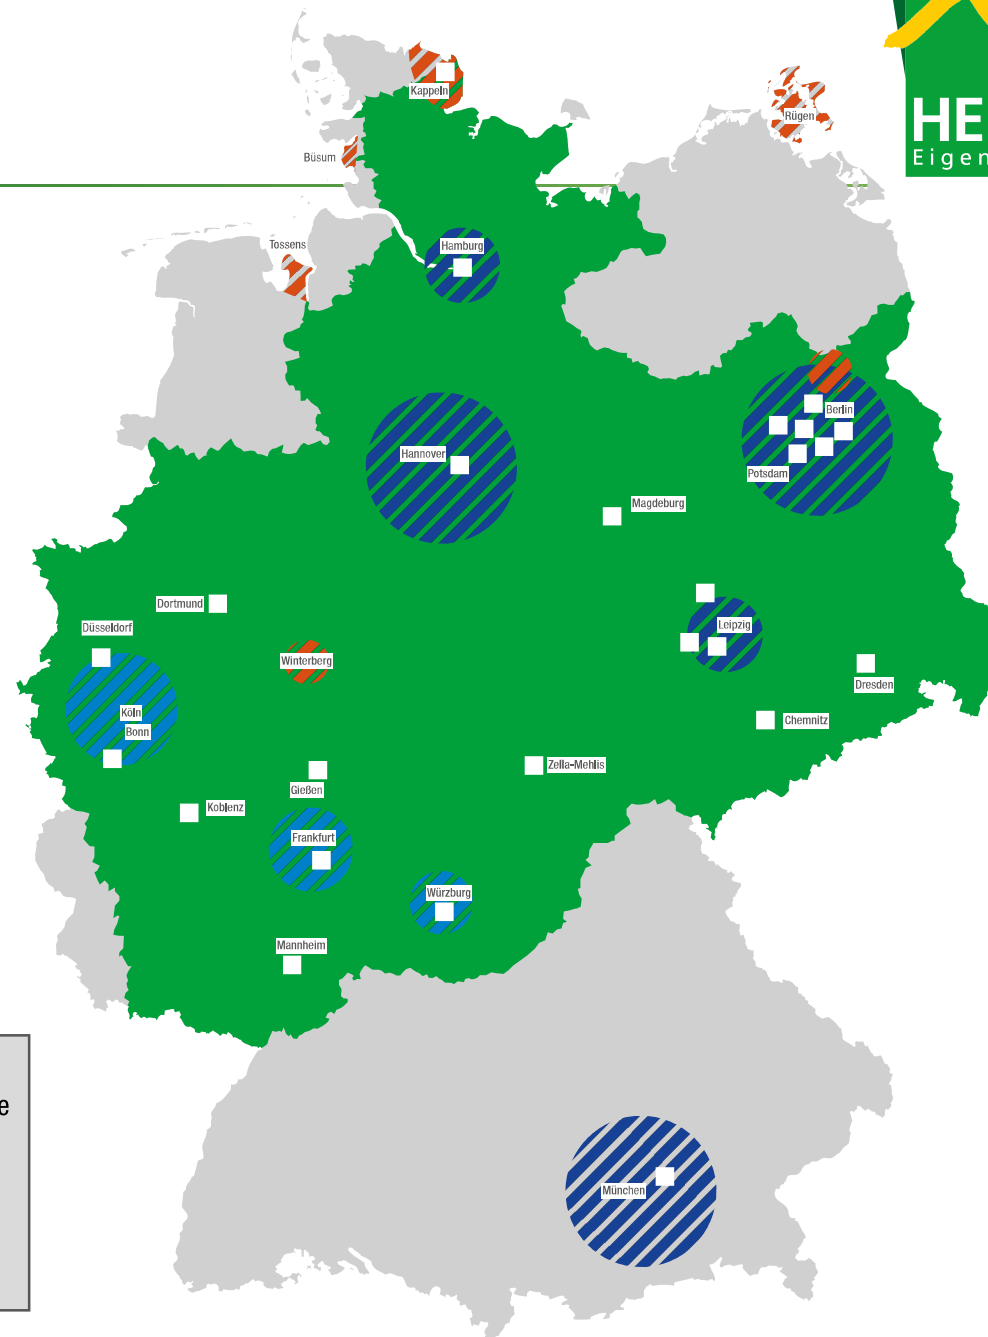 HE
Eigen
Kappeln
Rügen
Büsum
Tossens
Hamburg
Berlin
Hannover
Potsdam
Magdeburg
Dortmund
Düsseldorf
Leipzig
Winterberg
Dresden
Köln
Chemnitz
Bonn
Zella-Mehlis
Gießen
Koblenz
Frankfurt
Würzburg
Mannheim
e
München